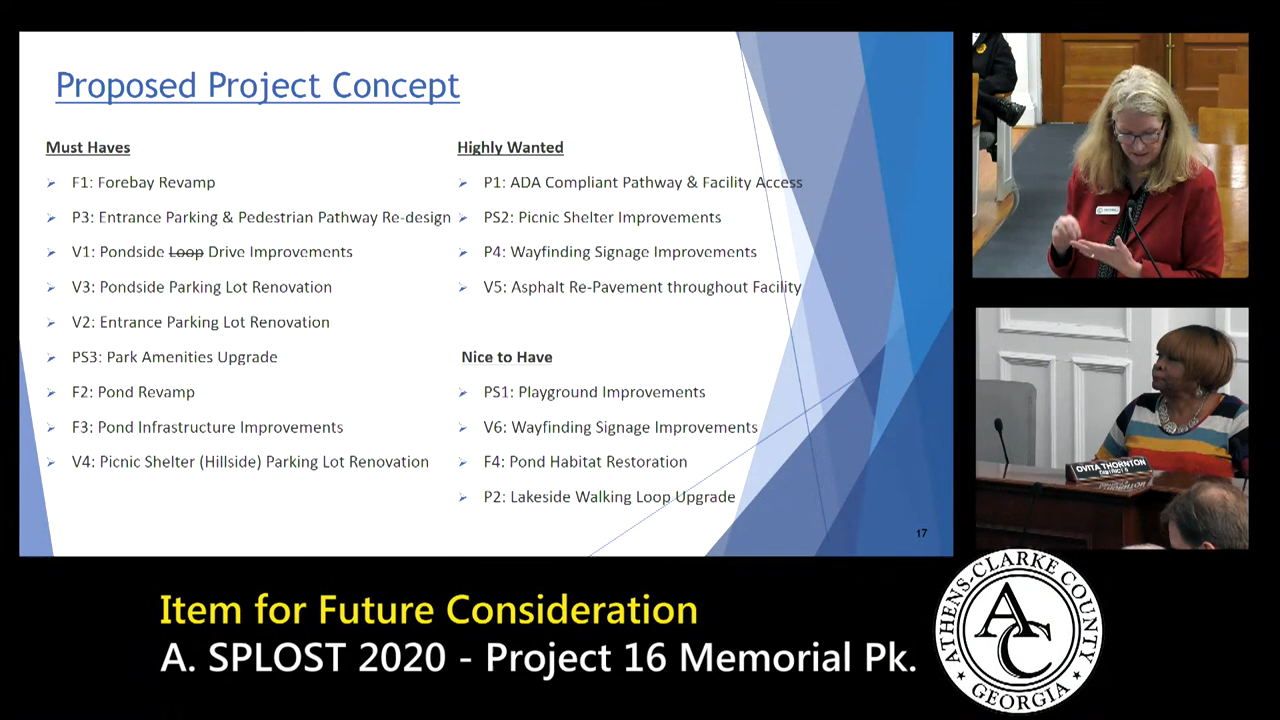 Proposed Project Concept
Must Haves
F1: Forebay Revamp
P3: Entrance Parking & Pedestrian Pathway Re-design
V1: Pondside Loop Drive Improvements
V3: Pondside Parking Lot Renovation
V2: Entrance Parking Lot Renovation
PS3: Park Amenities Upgrade
F2: Pond Revamp
F3: Pond Infrastructure Improvements
V4: Picnic Shelter (Hillside) Parking Lot Renovation
Highly Wanted
P1: ADA Compliant Pathway & Facility Access
PS2: Picnic Shelter Improvements
P4: Wayfinding Signage Improvements
V5: Asphalt Re-Pavement throughout Facility
Nice to Have
PS1: Playground Improvements
V6: Wayfinding Signage Improvements
F4: Pond Habitat Restoration
P2: Lakeside Walking Loop Upgrade
17
OVITA THORNTON
Item for Future Consideration
A. SPLOST 2020 - Project 16 Memorial Pk.
ATHENS-CLARKE COUNTY
AC
GEORGIA